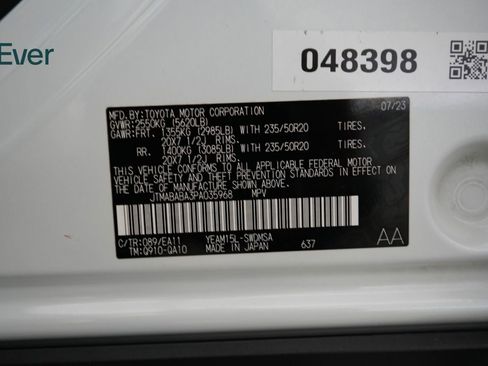 Ever
048398
MFD.BY:TOYOTA MOTOR CORPORATION 07/23
GVWR:2550KG (5620LB)
GAWR:FRT. 1355KG (2985LB) WITH 235/50R20 TIRES.
20X7 1/2J RIMS.
RR. 1400KG (3085LB) WITH 235/50R20 TIRES.
20X7 1/2J RIMS.
THIS VEHICLE CONFORMS TO ALL APPLICABLE FEDERAL MOTOR
VEHICLE SAFETY AND THEFT PREVENTION STANDARDS IN EFFECT
ON THE DATE OF MANUFACTURE SHOWN ABOVE.
JTMABABA3PA035968 MPV
C/TR:089/EA11 YEAM15L-SWDMSA AA
TM:Q910-QA10 MADE IN JAPAN 637